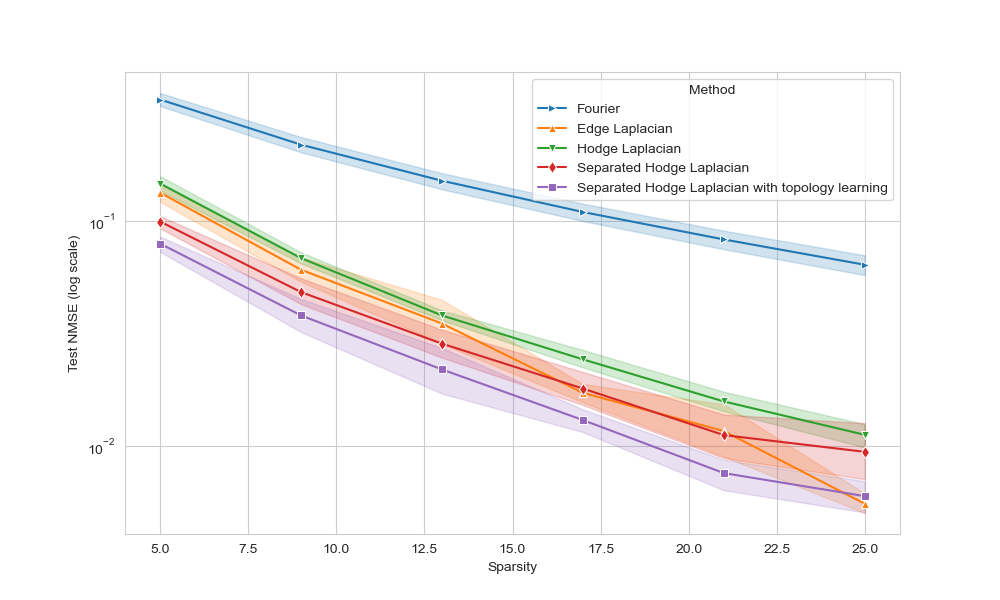 Method
Fourier
Edge Laplacian
Hodge Laplacian
Separated Hodge Laplacian
Separated Hodge Laplacian with topology learning
Test NMSE (log scale)
10⁻¹
10⁻²
5.0 7.5 10.0 12.5 15.0 17.5 20.0 22.5 25.0
Sparsity